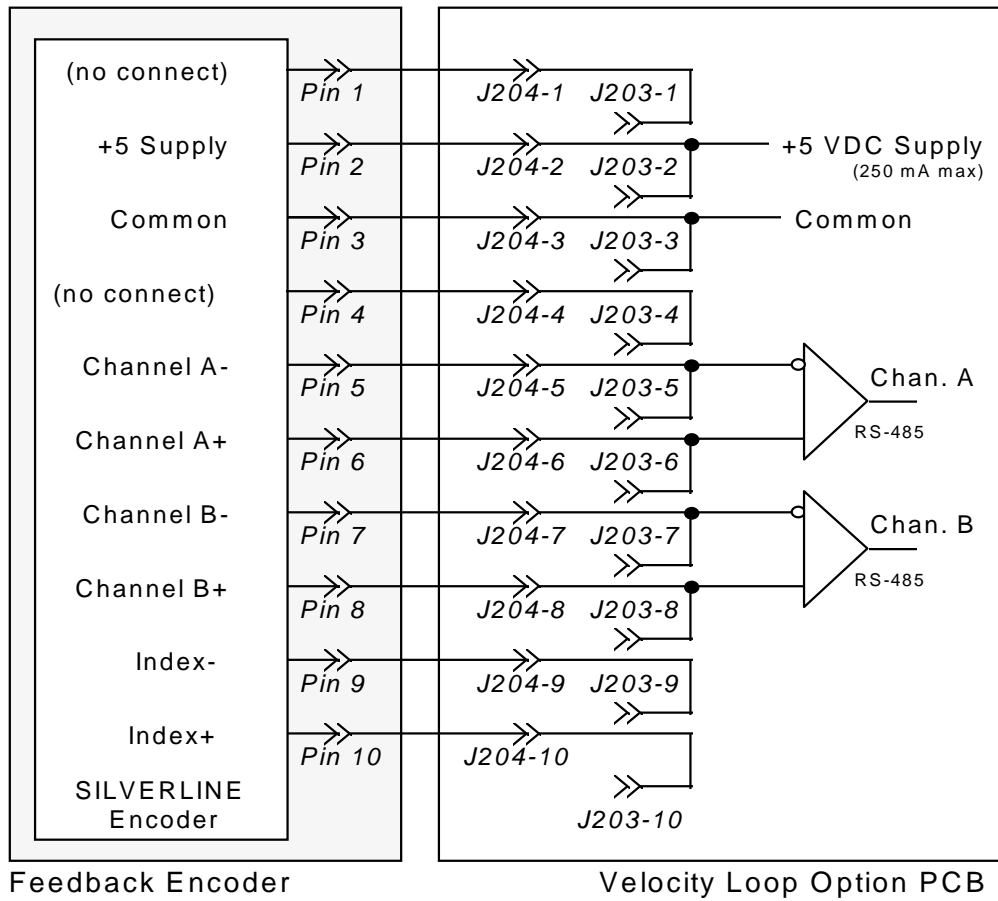 (no connect)
Pin 1 J204-1 J203-1
+5 Supply +5 VDC Supply
(250 mA max)
Pin 2 J204-2 J203-2
Common Common
Pin 3 J204-3 J203-3
(no connect)
Pin 4 J204-4 J203-4
Channel A- Chan. A
Pin 5 J204-5 J203-5
RS-485
Channel A+
Pin 6 J204-6 J203-6
Channel B- Chan. B
Pin 7 J204-7 J203-7
RS-485
Channel B+
Pin 8 J204-8 J203-8
Index-
Pin 9 J204-9 J203-9
Index+
Pin 10 J204-10
SILVERLINE
Encoder
J203-10
Feedback Encoder
Velocity Loop Option PCB